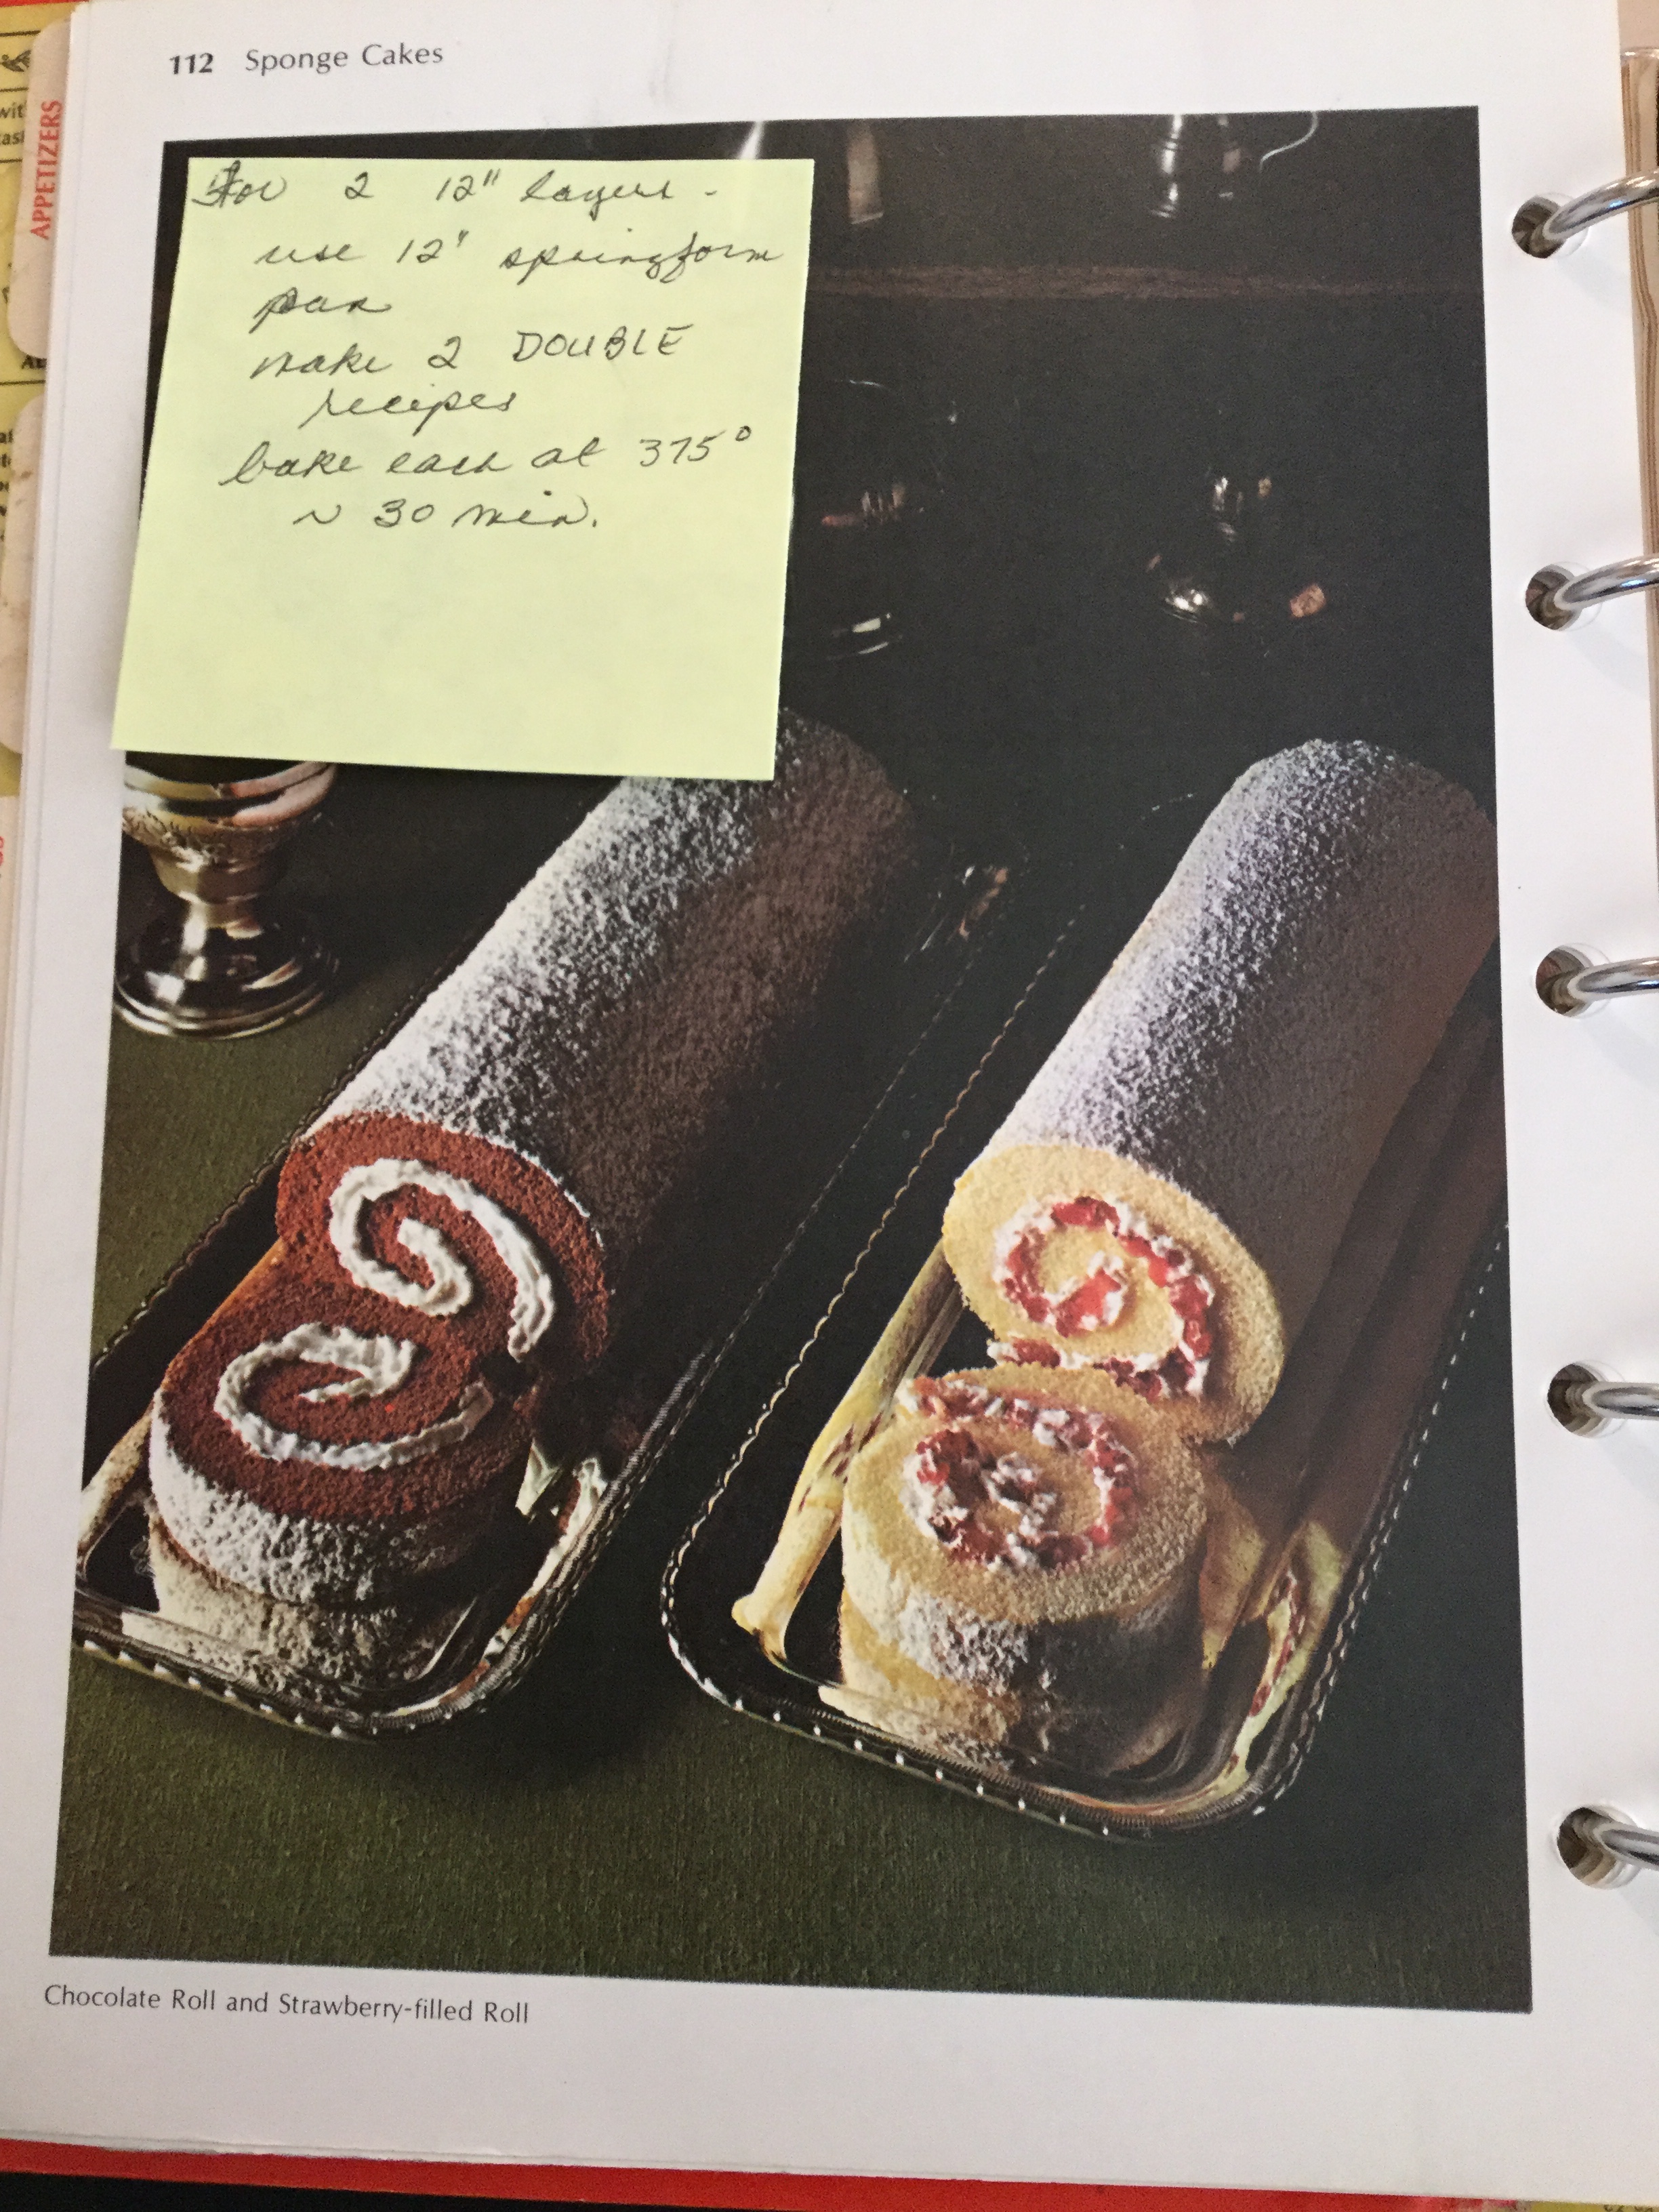 112 Sponge Cakes
APPETIZERS
For 2 12" layers -
use 12" springform
pan
make 2 DOUBLE
recipes
bake each at 375°
~ 30 min.
Chocolate Roll and Strawberry-filled Roll